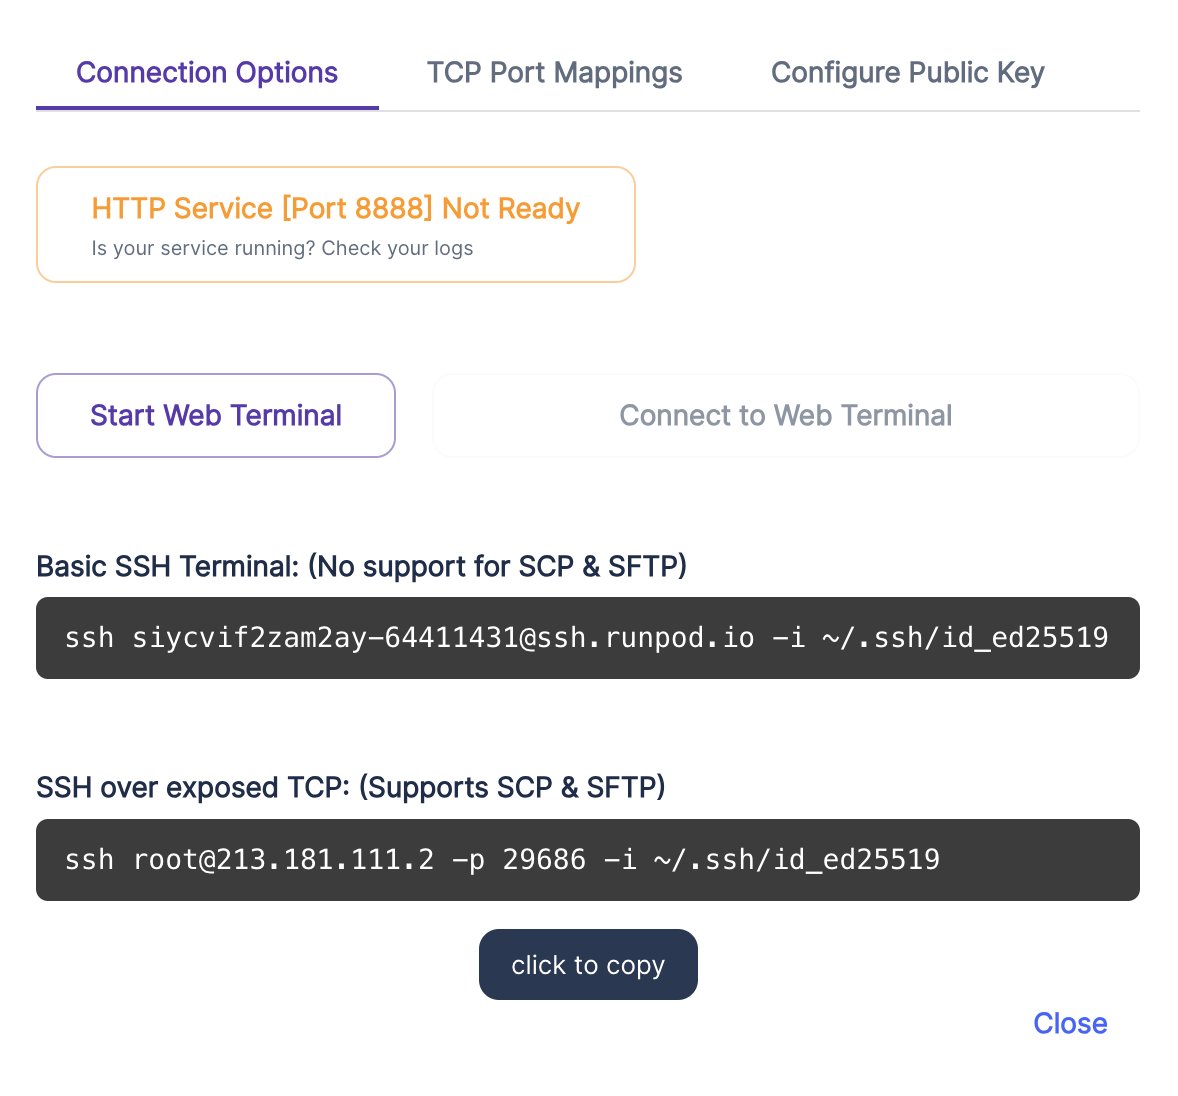 Connection Options
TCP Port Mappings
Configure Public Key
HTTP Service [Port 8888] Not Ready
Is your service running? Check your logs
Start Web Terminal
Connect to Web Terminal
Basic SSH Terminal: (No support for SCP & SFTP)
ssh siycvif2zam2ay-64411431@ssh.runpod.io -i ~/.ssh/id_ed25519
SSH over exposed TCP: (Supports SCP & SFTP)
ssh root@213.181.111.2 -p 29686 -i ~/.ssh/id_ed25519
click to copy
Close